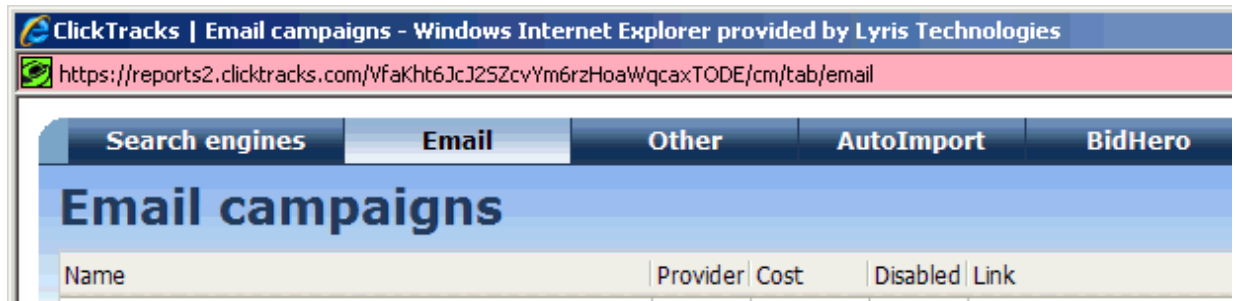 ClickTracks | Email campaigns - Windows Internet Explorer provided by Lyris Technologies
https://reports2.clicktracks.com/VfaKht6JcJ2SZcvYm6rzHoaWqcaxTODE/cm/tab/email
Search engines Email Other AutoImport BidHero
Email campaigns
Name Provider Cost Disabled Link